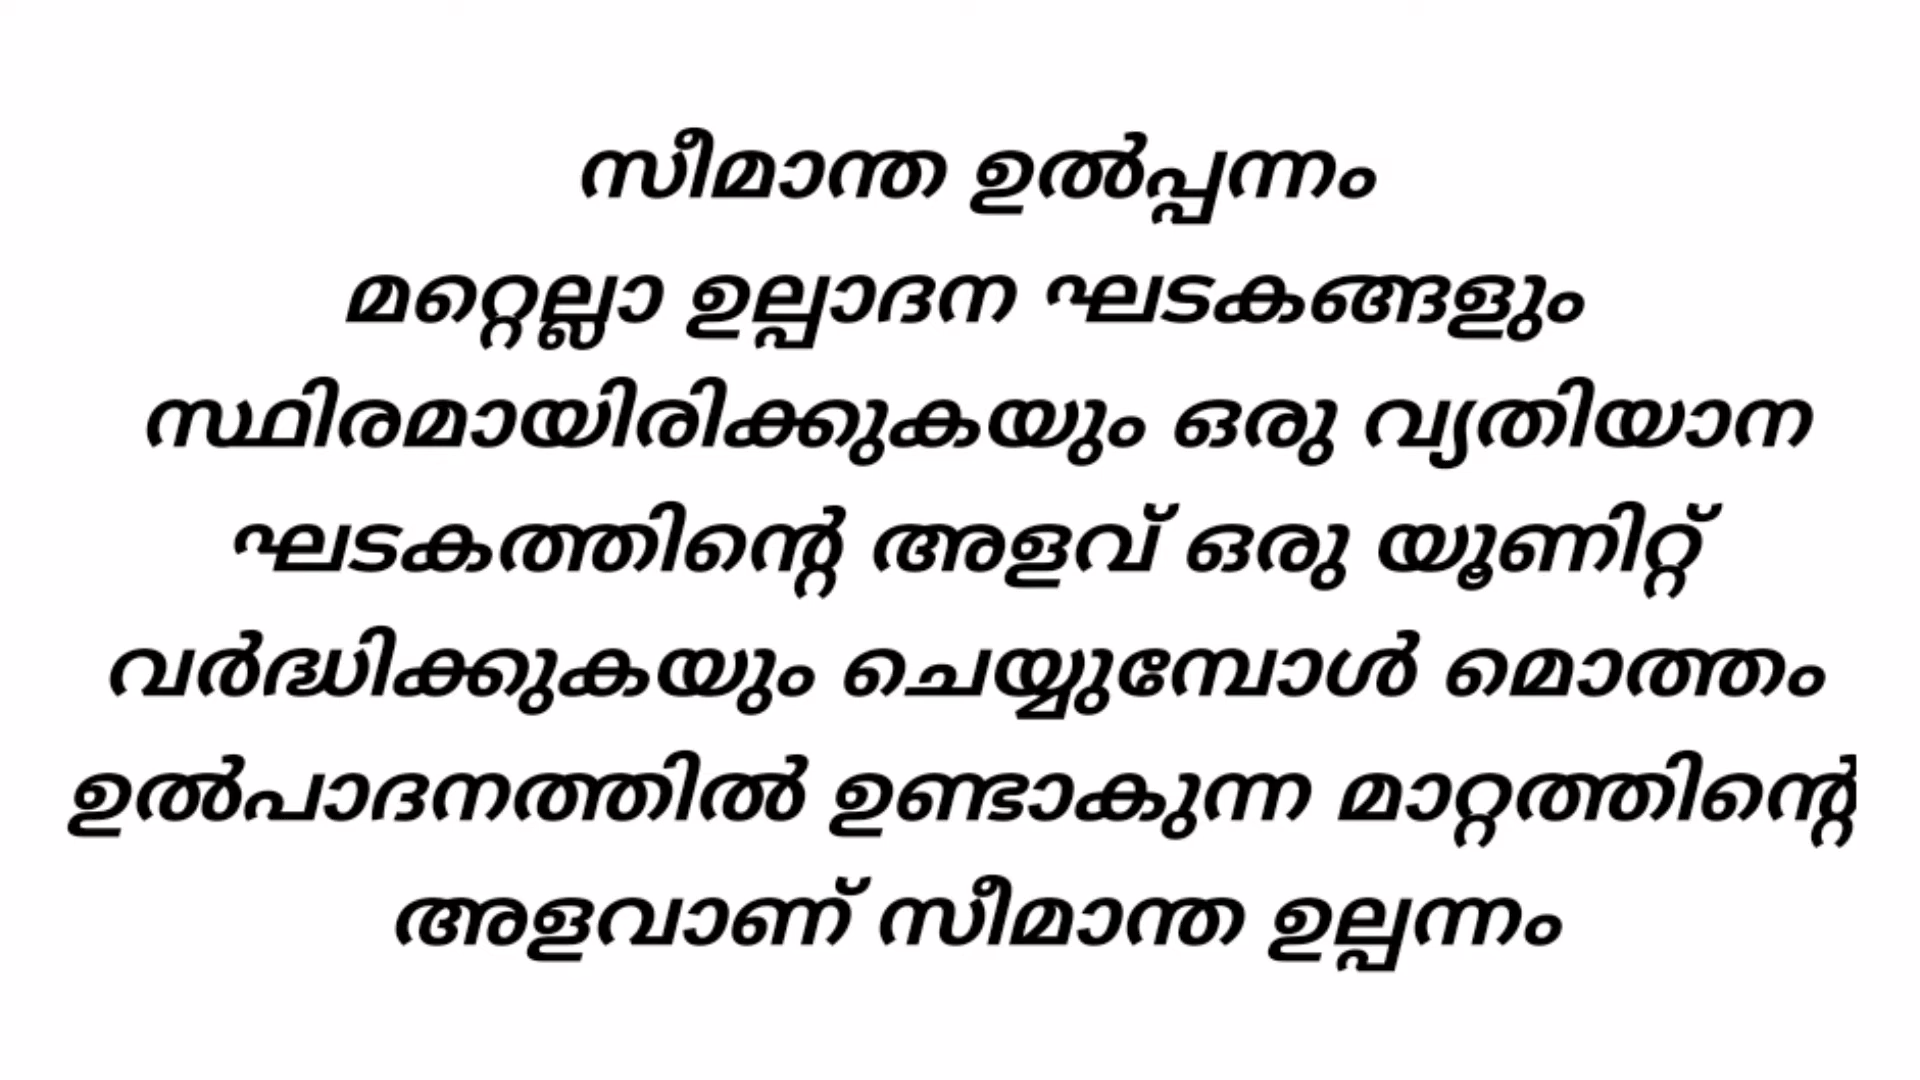 സീമാന്ത ഉൽപ്പന്നം
മറ്റെല്ലാ ഉല്പാദന ഘടകങ്ങളും
സ്ഥിരമായിരിക്കുകയും ഒരു വ്യതിയാന
ഘടകത്തിന്റെ അളവ് ഒരു യൂണിറ്റ്
വർദ്ധിക്കുകയും ചെയ്യുമ്പോൾ മൊത്തം
ഉൽപാദനത്തിൽ ഉണ്ടാകുന്ന മാറ്റത്തിന്റെ
അളവാണ് സീമാന്ത ഉല്പന്നം